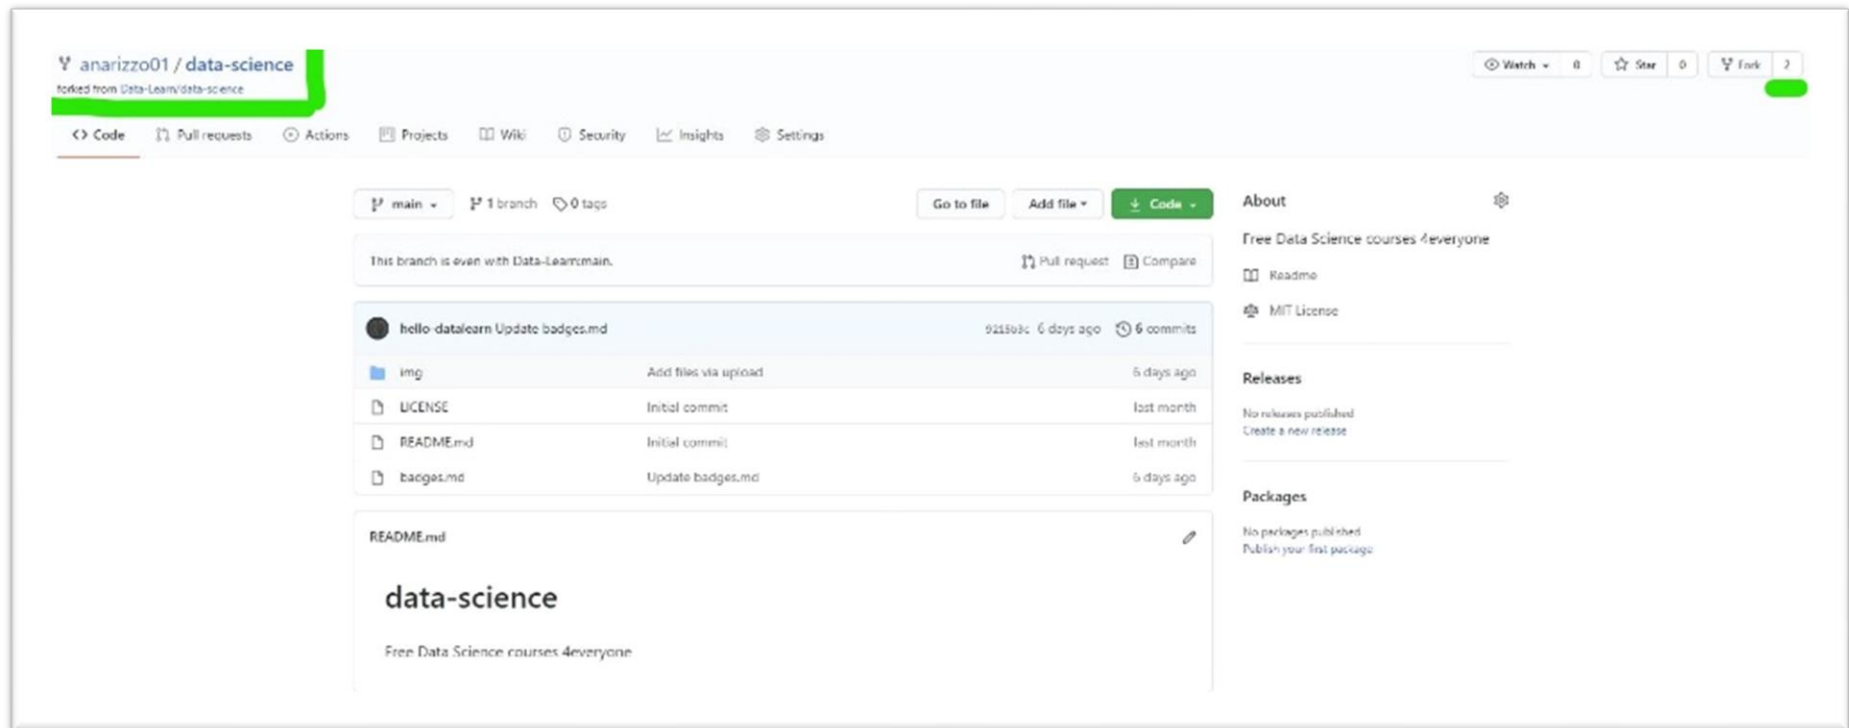 anarizzo01 / data-science
forked from Data-Learn/data-science
Watch 0 Star 0 Fork 2
Code Pull requests Actions Projects Wiki Security Insights Settings
main 1 branch 0 tags Go to file Add file Code
This branch is even with Data-Learn:main. Pull request Compare
hello-datalearn Update badges.md 6 days ago 6 commits
img Add files via upload 6 days ago
LICENSE Initial commit last month
README.md Initial commit last month
badges.md Update badges.md 6 days ago
README.md
data-science
Free Data Science courses 4everyone
About
Free Data Science courses 4everyone
Readme
MIT License
Releases
No releases published
Create a new release
Packages
No packages published
Publish your first package